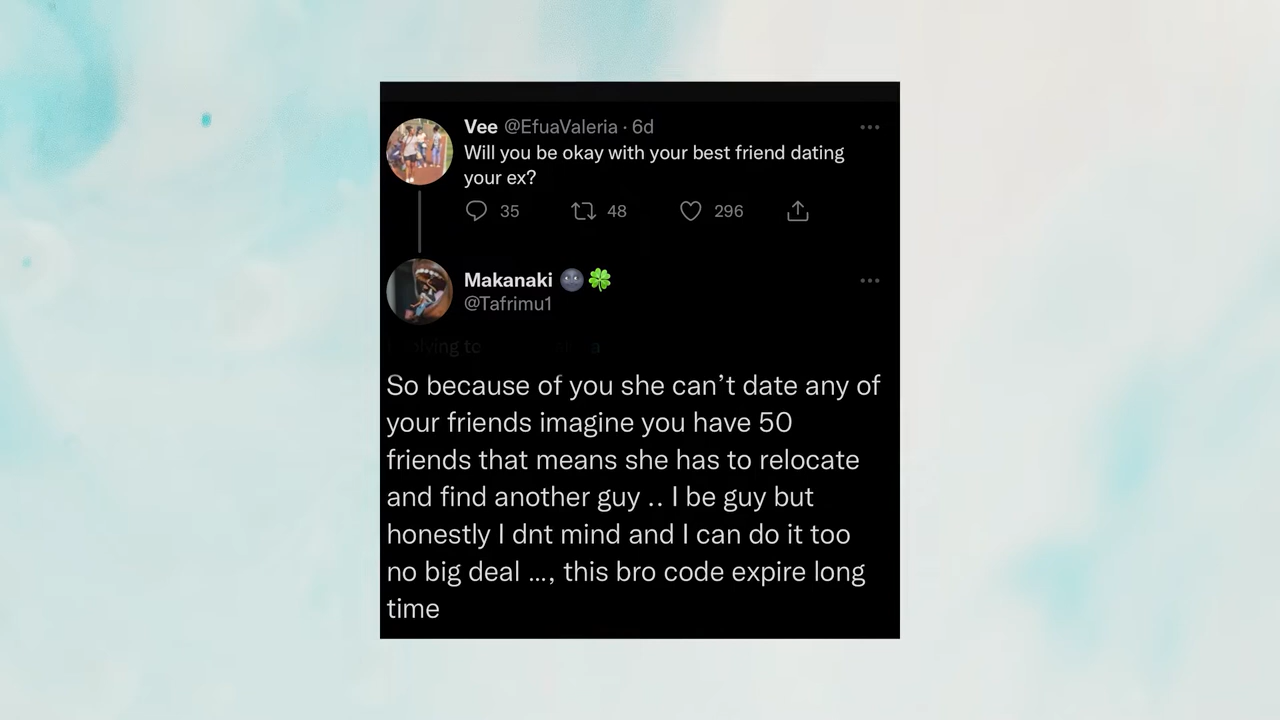 Vee @EfuaValeria · 6d
Will you be okay with your best friend dating
your ex?
35 48 296
Makanaki 🌚🍀
@Tafrimu1
So because of you she can’t date any of
your friends imagine you have 50
friends that means she has to relocate
and find another guy .. I be guy but
honestly I dnt mind and I can do it too
no big deal ..., this bro code expire long
time